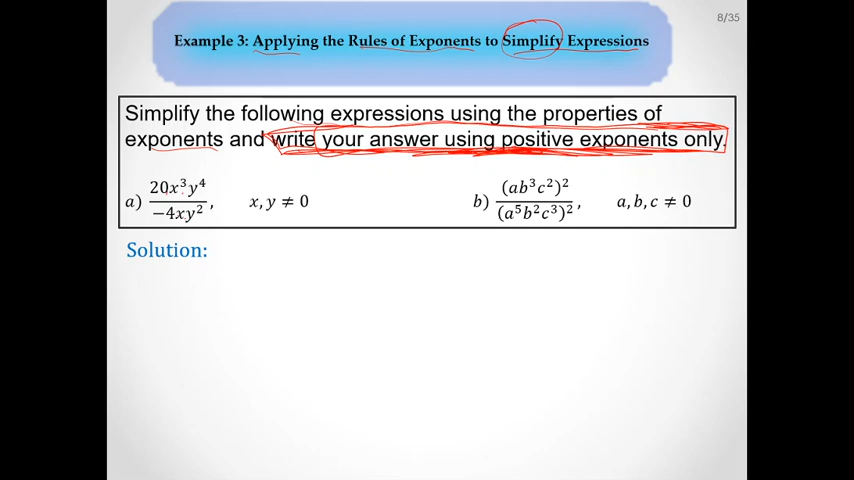 8/35
Example 3: Applying the Rules of Exponents to Simplify Expressions
Simplify the following expressions using the properties of
exponents and write your answer using positive exponents only.
a) 20x³y⁴ / −4xy² , x, y ≠ 0
b) (ab³c²)² / (a⁵b²c³)² , a, b, c ≠ 0
Solution: